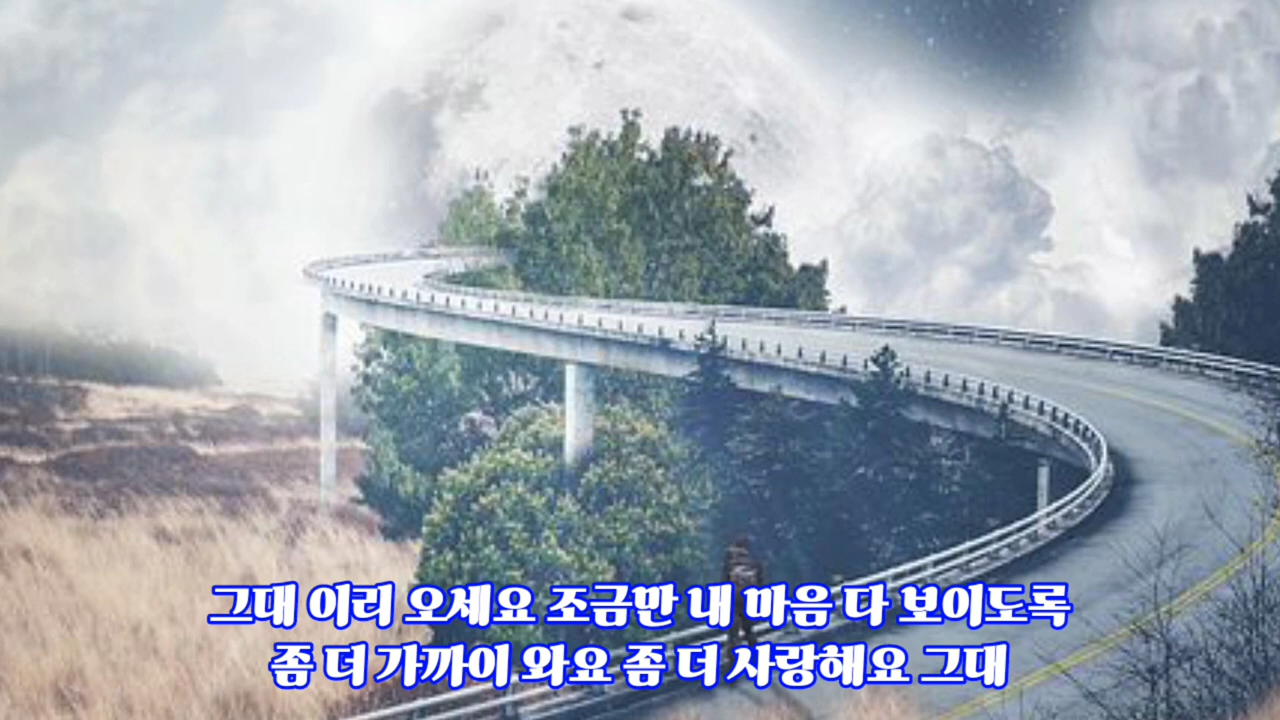 그대 이리 오세요 조금만 내 마음 다 보이도록
좀 더 가까이 와요 좀 더 사랑해요 그대